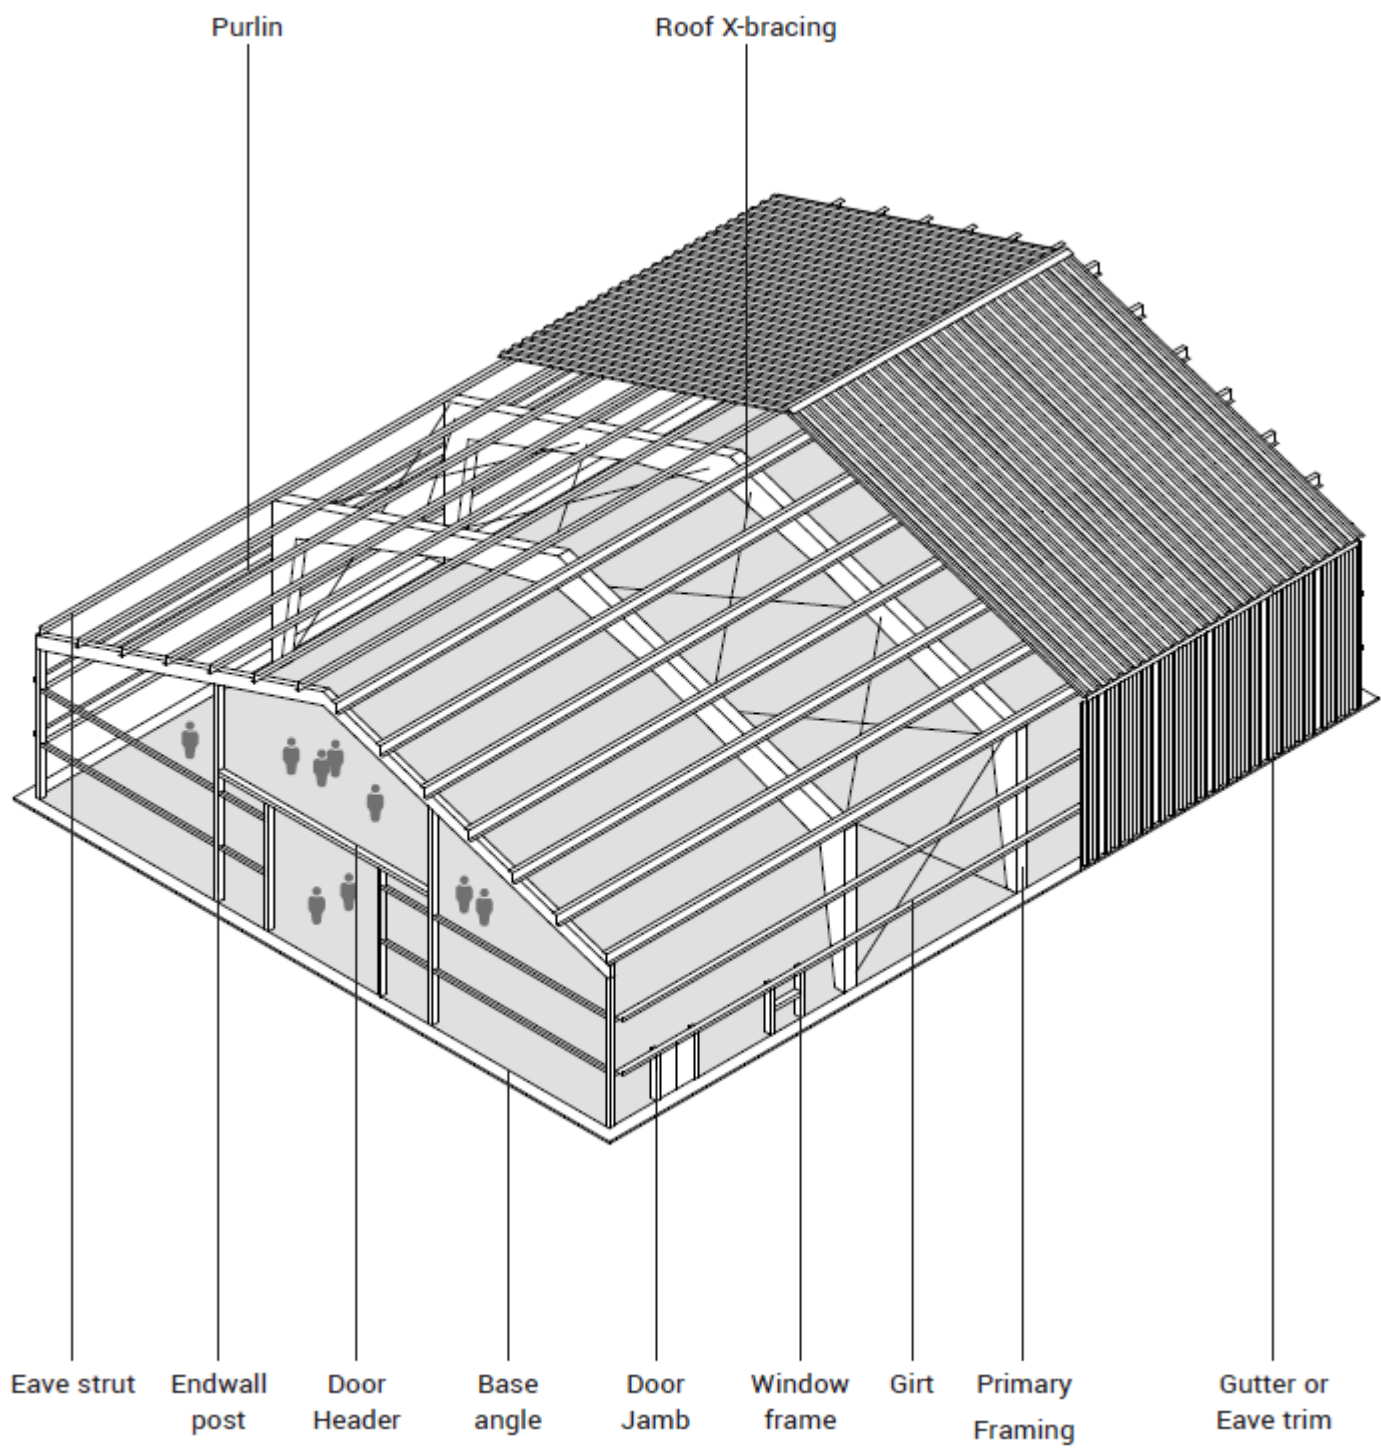 Purlin
Roof X-bracing
Eave strut
Endwall
post
Door
Header
Base
angle
Door
Jamb
Window
frame
Girt
Primary
Framing
Gutter or
Eave trim